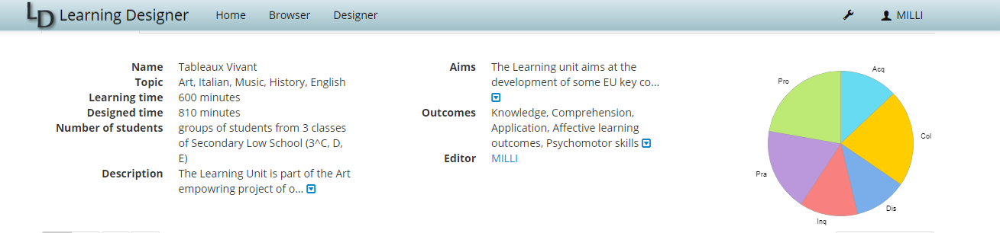 LD Learning Designer Home Browser Designer MILLI
Name Tableaux Vivant
Topic Art, Italian, Music, History, English
Learning time 600 minutes
Designed time 810 minutes
Number of students groups of students from 3 classes
of Secondary Low School (3^C, D,
E)
Description The Learning Unit is part of the Art
empowring project of o...
Aims The Learning unit aims at the
development of some EU key co...
Outcomes Knowledge, Comprehension,
Application, Affective learning
outcomes, Psychomotor skills
Editor MILLI
Acq
Pro
Col
Pra
Dis
Inq